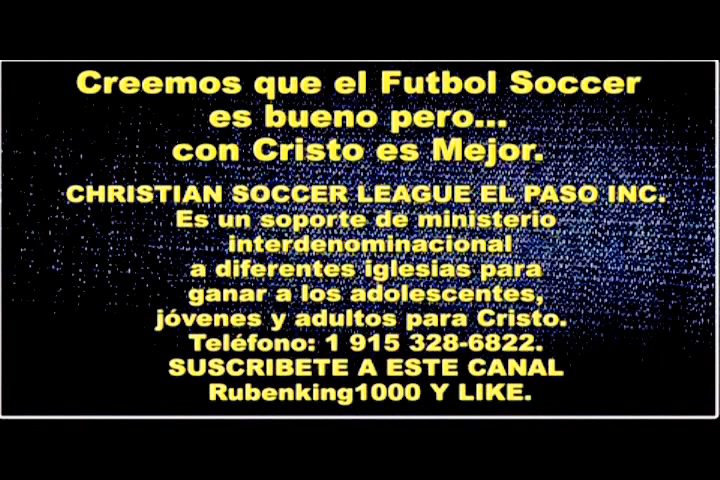 Creemos que el Futbol Soccer
es bueno pero...
con Cristo es Mejor.
CHRISTIAN SOCCER LEAGUE EL PASO INC.
Es un soporte de ministerio
interdenominacional
a diferentes iglesias para
ganar a los adolescentes,
jóvenes y adultos para Cristo.
Teléfono: 1 915 328-6822.
SUSCRIBETE A ESTE CANAL
Rubenking1000 Y LIKE.